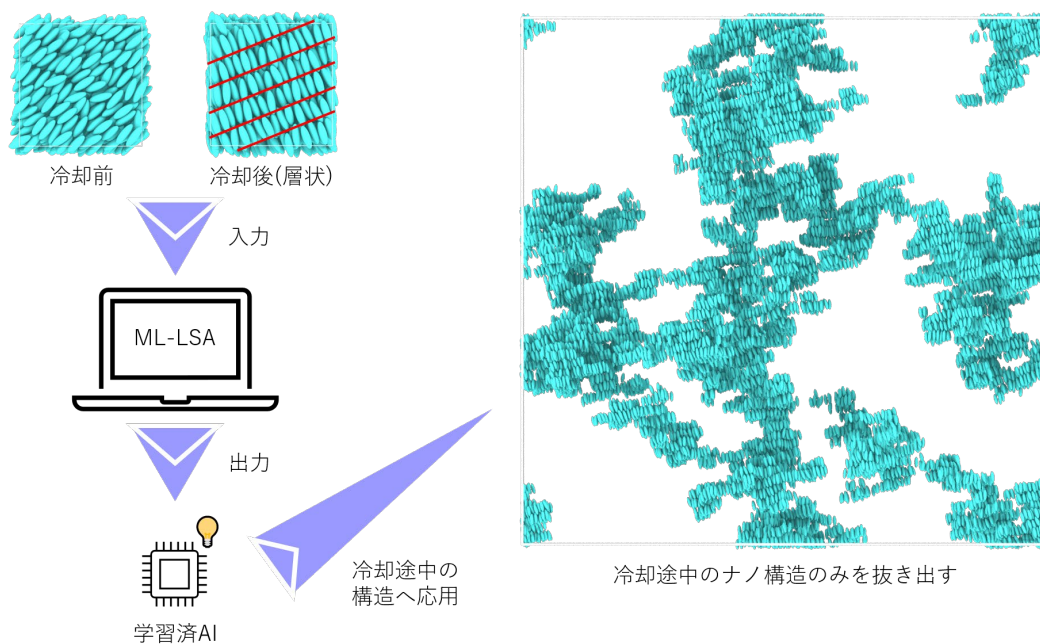 冷却前
冷却後(層状)
入力
ML-LSA
出力
冷却途中の
構造へ応用
学習済AI
冷却途中のナノ構造のみを抜き出す